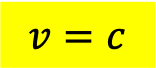 v = c